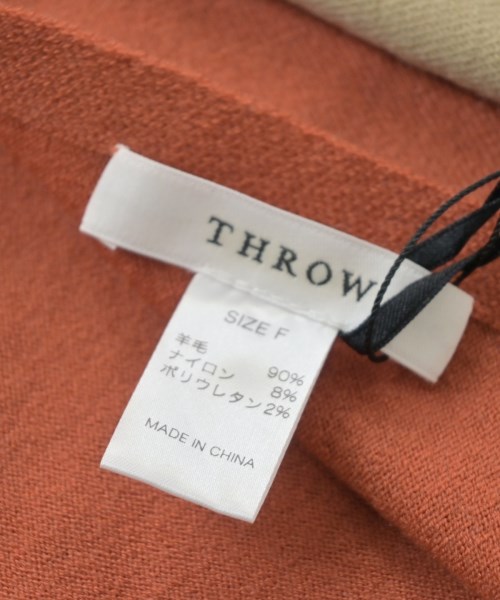 THROW
SIZE F
羊毛 90%
ナイロン 8%
ポリウレタン 2%
MADE IN CHINA